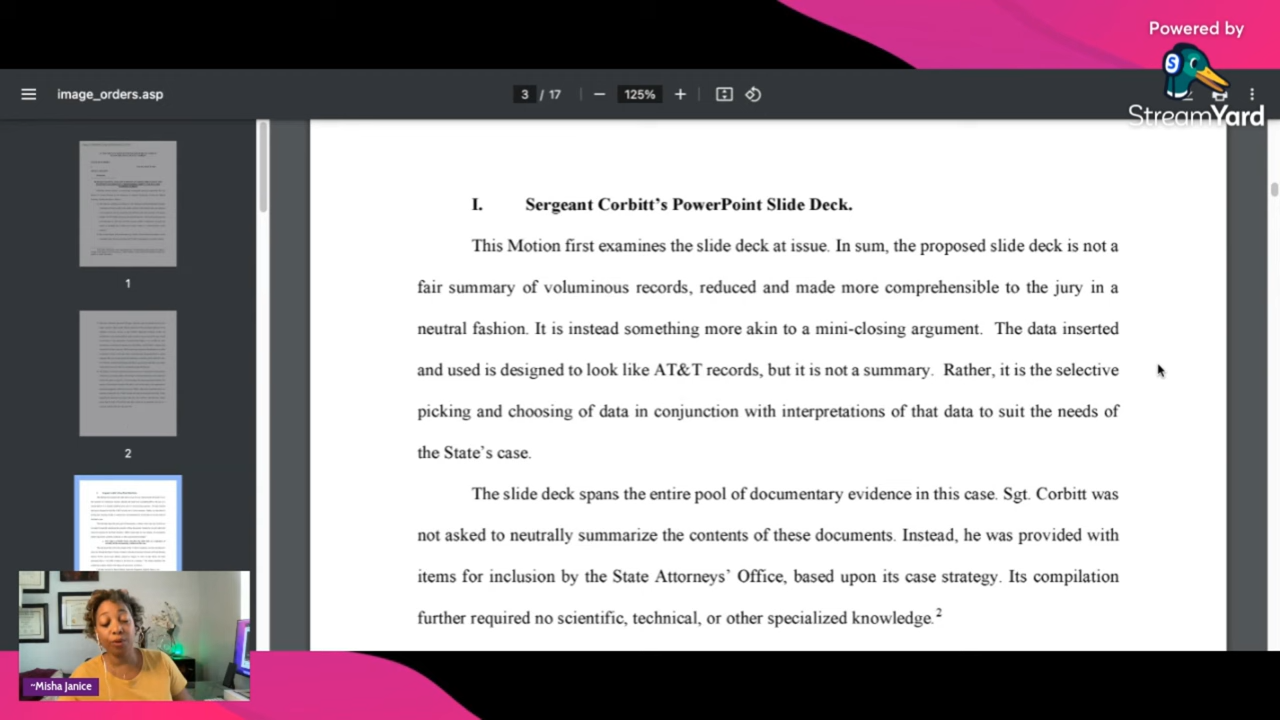 Powered by
StreamYard
image_orders.asp
3 / 17
125%
1
2
I. Sergeant Corbitt’s PowerPoint Slide Deck.
This Motion first examines the slide deck at issue. In sum, the proposed slide deck is not a
fair summary of voluminous records, reduced and made more comprehensible to the jury in a
neutral fashion. It is instead something more akin to a mini-closing argument. The data inserted
and used is designed to look like AT&T records, but it is not a summary. Rather, it is the selective
picking and choosing of data in conjunction with interpretations of that data to suit the needs of
the State’s case.
The slide deck spans the entire pool of documentary evidence in this case. Sgt. Corbitt was
not asked to neutrally summarize the contents of these documents. Instead, he was provided with
items for inclusion by the State Attorneys’ Office, based upon its case strategy. Its compilation
further required no scientific, technical, or other specialized knowledge.2
~Misha Janice